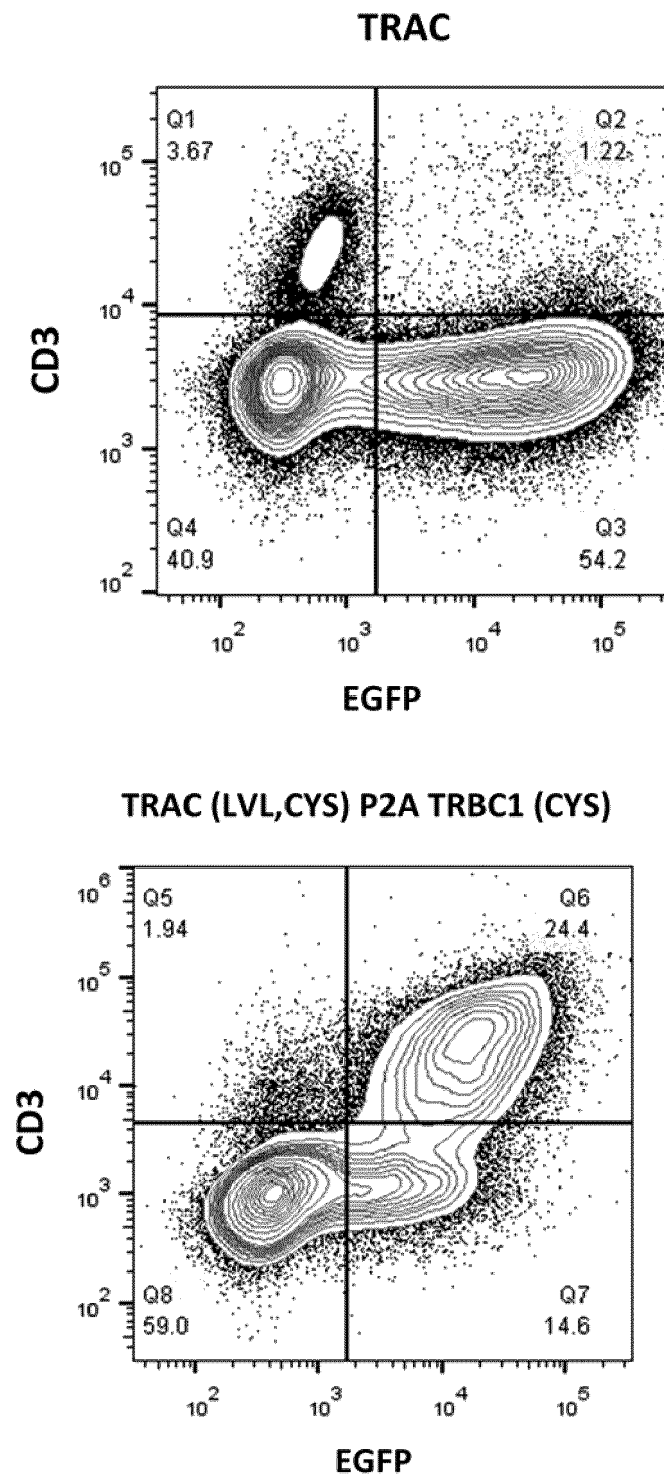 TRAC
Q1
3.67
Q2
1.22
10^5
10^4
CD3
10^3
Q4
40.9
Q3
54.2
10^2
10^2 10^3 10^4 10^5
EGFP
TRAC (LVL,CYS) P2A TRBC1 (CYS)
10^6
Q5
1.94
Q6
24.4
10^5
10^4
CD3
10^3
10^2
Q8
59.0
Q7
14.6
10^2 10^3 10^4 10^5
EGFP